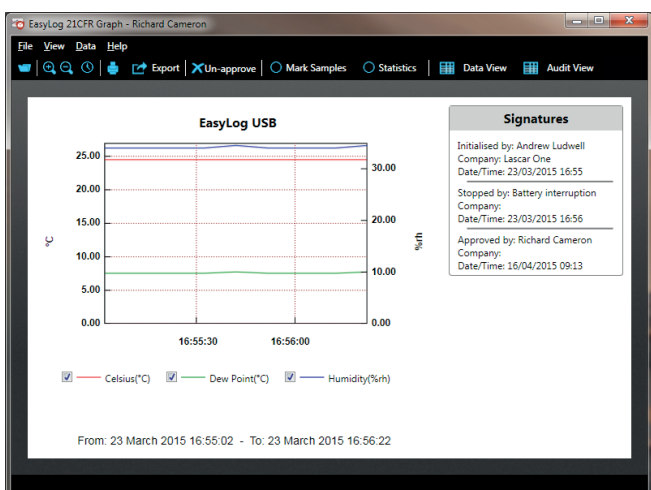 EasyLog 21CFR Graph - Richard Cameron
File View Data Help
Export Un-approve Mark Samples Statistics Data View Audit View
EasyLog USB
25.00
20.00
15.00
10.00
5.00
0.00
°C
30.00
20.00
10.00
0.00
%rh
16:55:30 16:56:00
Celsius(°C) Dew Point(°C) Humidity(%rh)
From: 23 March 2015 16:55:02 - To: 23 March 2015 16:56:22
Signatures
Initialised by: Andrew Ludwell
Company: Lascar One
Date/Time: 23/03/2015 16:55
Stopped by: Battery interruption
Company:
Date/Time: 23/03/2015 16:56
Approved by: Richard Cameron
Company:
Date/Time: 16/04/2015 09:13